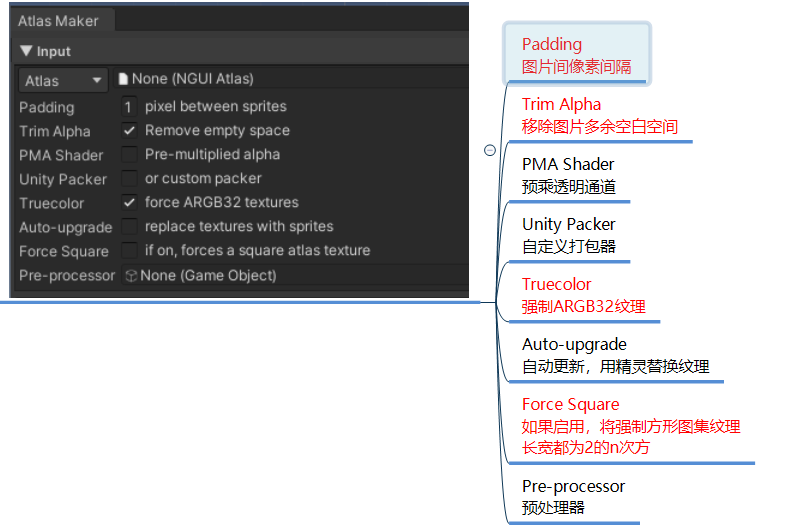 Atlas Maker
▼ Input
Atlas None (NGUI Atlas)
Padding 1 pixel between sprites
Trim Alpha Remove empty space
PMA Shader Pre-multiplied alpha
Unity Packer or custom packer
Truecolor force ARGB32 textures
Auto-upgrade replace textures with sprites
Force Square if on, forces a square atlas texture
Pre-processor None (Game Object)
Padding
图片间像素间隔
Trim Alpha
移除图片多余空白空间
PMA Shader
预乘透明通道
Unity Packer
自定义打包器
Truecolor
强制ARGB32纹理
Auto-upgrade
自动更新，用精灵替换纹理
Force Square
如果启用，将强制方形图集纹理
长宽都为2的n次方
Pre-processor
预处理器